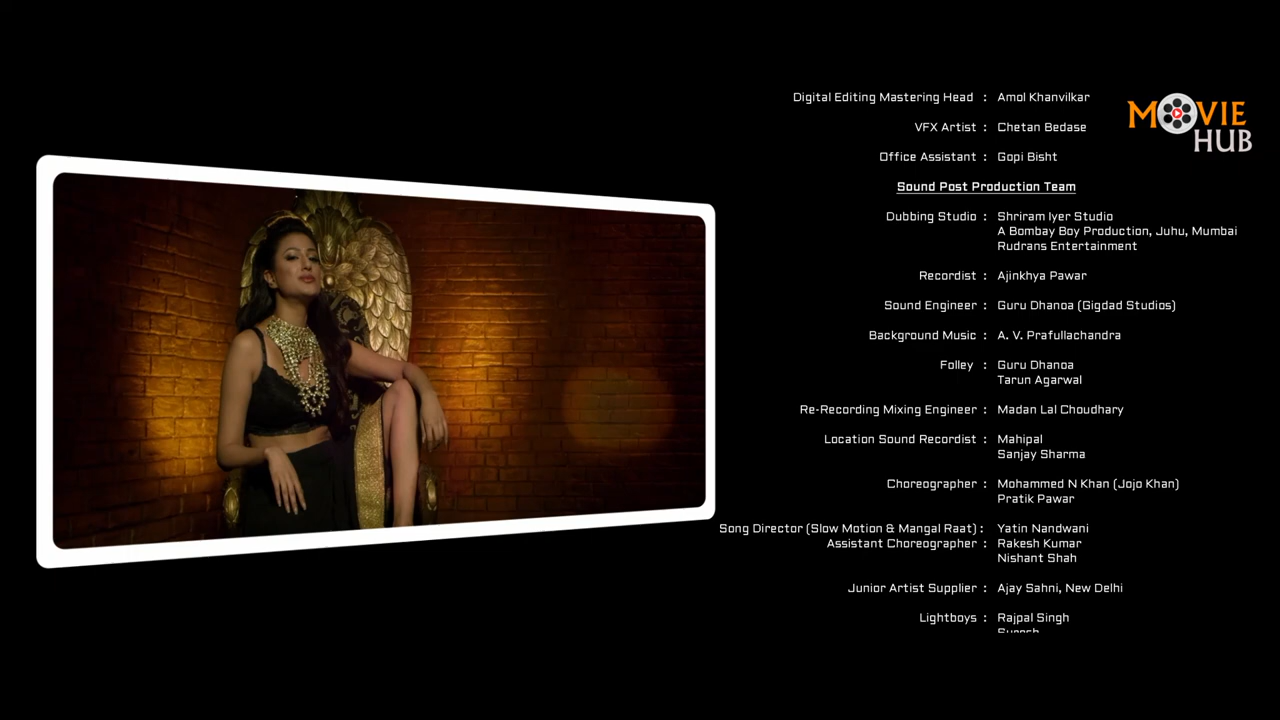 Digital Editing Mastering Head : Amol Khanvilkar
MOVIE
HUB
VFX Artist : Chetan Bedase
Office Assistant : Gopi Bisht
Sound Post Production Team
Dubbing Studio : Shriram Iyer Studio
A Bombay Boy Production, Juhu, Mumbai
Rudrans Entertainment
Recordist : Ajinkhya Pawar
Sound Engineer : Guru Dhanoa (Gigdad Studios)
Background Music : A. V. Prafullachandra
Folley : Guru Dhanoa
Tarun Agarwal
Re-Recording Mixing Engineer : Madan Lal Choudhary
Location Sound Recordist : Mahipal
Sanjay Sharma
Choreographer : Mohammed N Khan (Jojo Khan)
Pratik Pawar
Song Director (Slow Motion & Mangal Raat) : Yatin Nandwani
Assistant Choreographer : Rakesh Kumar
Nishant Shah
Junior Artist Supplier : Ajay Sahni, New Delhi
Lightboys : Rajpal Singh